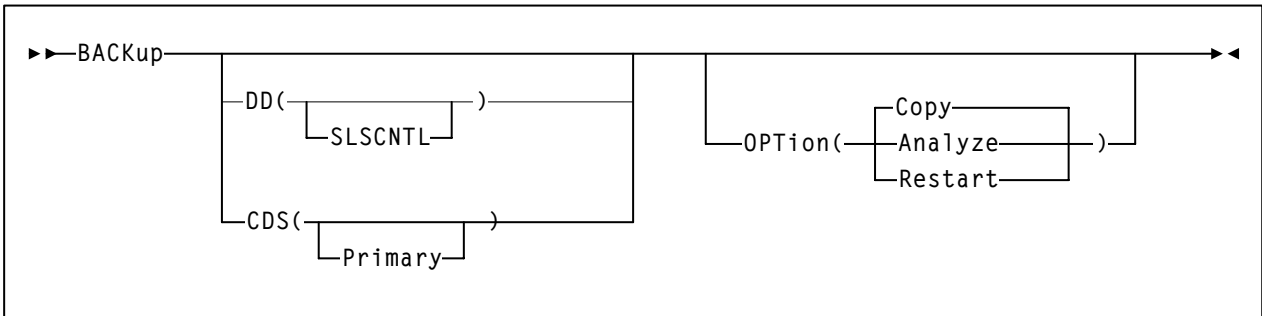 BACKup
DD( )
SLSCNTL
CDS( )
Primary
OPTion( )
Copy
Analyze
Restart